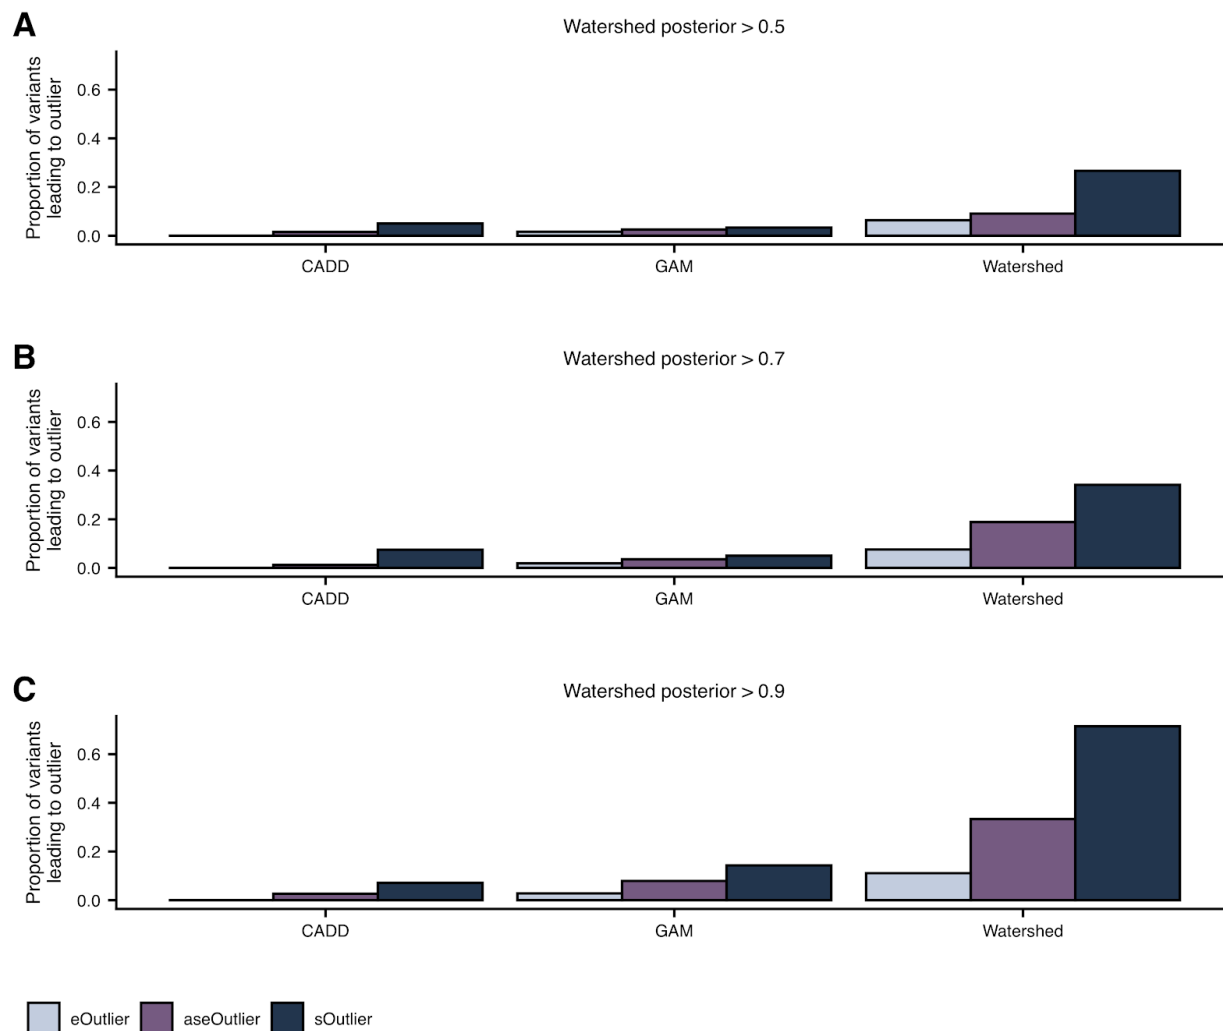 A
Watershed posterior > 0.5
Proportion of variants
leading to outlier
0.6
0.4
0.2
0.0
CADD GAM Watershed
B
Watershed posterior > 0.7
Proportion of variants
leading to outlier
0.6
0.4
0.2
0.0
CADD GAM Watershed
C
Watershed posterior > 0.9
Proportion of variants
leading to outlier
0.6
0.4
0.2
0.0
CADD GAM Watershed
eOutlier aseOutlier sOutlier